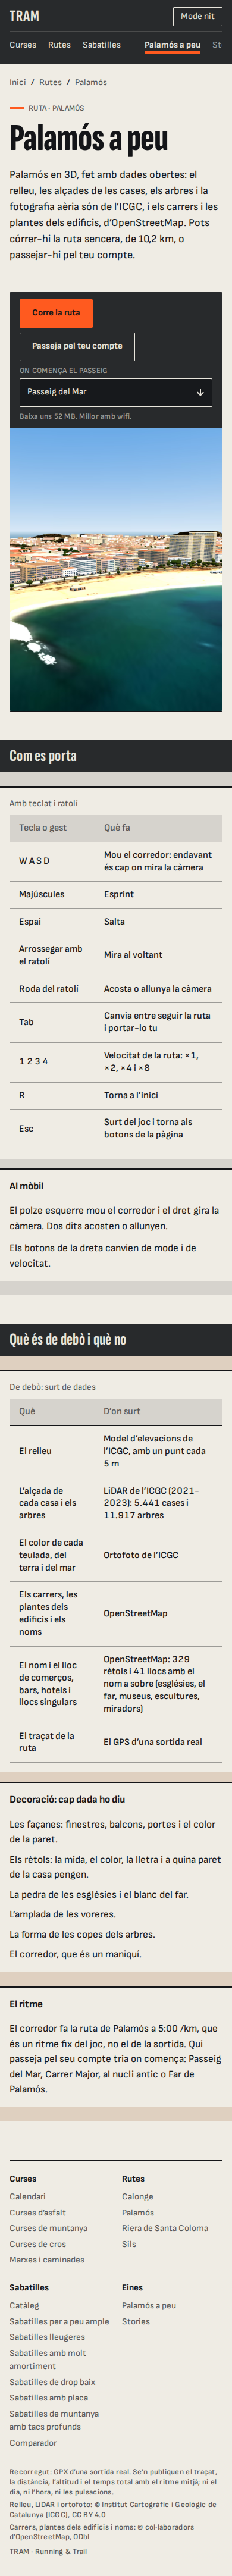 TRAM
Mode nit
Curses Rutes Sabatilles Palamós a peu
Inici / Rutes / Palamós
RUTA · PALAMÓS
Palamós a peu
Palamós en 3D, fet amb dades obertes: el
relleu, les alçades de les cases, els arbres i la
fotografia aèria són de l'ICGC, i els carrers i les
plantes dels edificis, d'OpenStreetMap. Pots
córrer-hi la ruta sencera, de 10,2 km, o
passejar-hi pel teu compte.
Corre la ruta
Passeja pel teu compte
ON COMENÇA EL PASSEIG
Passeig del Mar
Baixa uns 52 MB. Millor amb wifi.
Com es porta
Amb teclat i ratolí
Tecla o gest Què fa
W A S D Mou el corredor: endavant
és cap on mira la càmera
Majúscules Esprint
Espai Salta
Arrossegar amb
el ratolí Mira al voltant
Roda del ratolí Acosta o allunya la càmera
Tab Canvia entre seguir la ruta
i portar-lo tu
1 2 3 4 Velocitat de la ruta: ×1,
×2, ×4 i ×8
R Torna a l'inici
Esc Surt del joc i torna als
botons de la pàgina
Al mòbil
El polze esquerre mou el corredor i el dret gira la
càmera. Dos dits acosten o allunyen.
Els botons de la dreta canvien de mode i de
velocitat.
Què és de debò i què no
De debò: surt de dades
Què D'on surt
El relleu Model d'elevacions de
l'ICGC, amb un punt cada
5 m
L'alçada de
cada casa i els
arbres LiDAR de l'ICGC (2021-
2023): 5.441 cases i
11.917 arbres
El color de cada
teulada, del
terra i del mar Ortofoto de l'ICGC
Els carrers, les
plantes dels
edificis i els
noms OpenStreetMap
El nom i el lloc
de comerços,
bars, hotels i
llocs singulars OpenStreetMap: 329
rètols i 41 llocs amb el
nom a sobre (esglésies, el
far, museus, escultures,
miradors)
El traçat de la
ruta El GPS d'una sortida real
Decoració: cap dada ho diu
Les façanes: finestres, balcons, portes i el color
de la paret.
Els rètols: la mida, el color, la lletra i a quina paret
de la casa pengen.
La pedra de les esglésies i el blanc del far.
L'amplada de les voreres.
La forma de les copes dels arbres.
El corredor, que és un maniquí.
El ritme
El corredor fa la ruta de Palamós a 5:00 /km, que
és un ritme fix del joc, no el de la sortida. Qui
passeja pel seu compte tria on comença: Passeig
del Mar, Carrer Major, al nucli antic o Far de
Palamós.
Curses
Calendari
Curses d'asfalt
Curses de muntanya
Curses de cros
Marxes i caminades
Rutes
Calonge
Palamós
Riera de Santa Coloma
Sils
Sabatilles
Catàleg
Sabatilles per a peu ample
Sabatilles lleugeres
Sabatilles amb molt
amortiment
Sabatilles de drop baix
Sabatilles amb placa
Sabatilles de muntanya
amb tacs profunds
Comparador
Eines
Palamós a peu
Stories
Recorregut: GPX d'una sortida real. Se'n publiquen el traçat,
la distància, l'altitud i el temps total amb el ritme mitjà; ni el
dia, ni l'hora, ni les pulsacions.
Relleu, LiDAR i ortofoto: © Institut Cartogràfic i Geològic de
Catalunya (ICGC), CC BY 4.0
Carrers, plantes dels edificis i noms: © col·laboradors
d'OpenStreetMap, ODbL
TRAM · Running & Trail